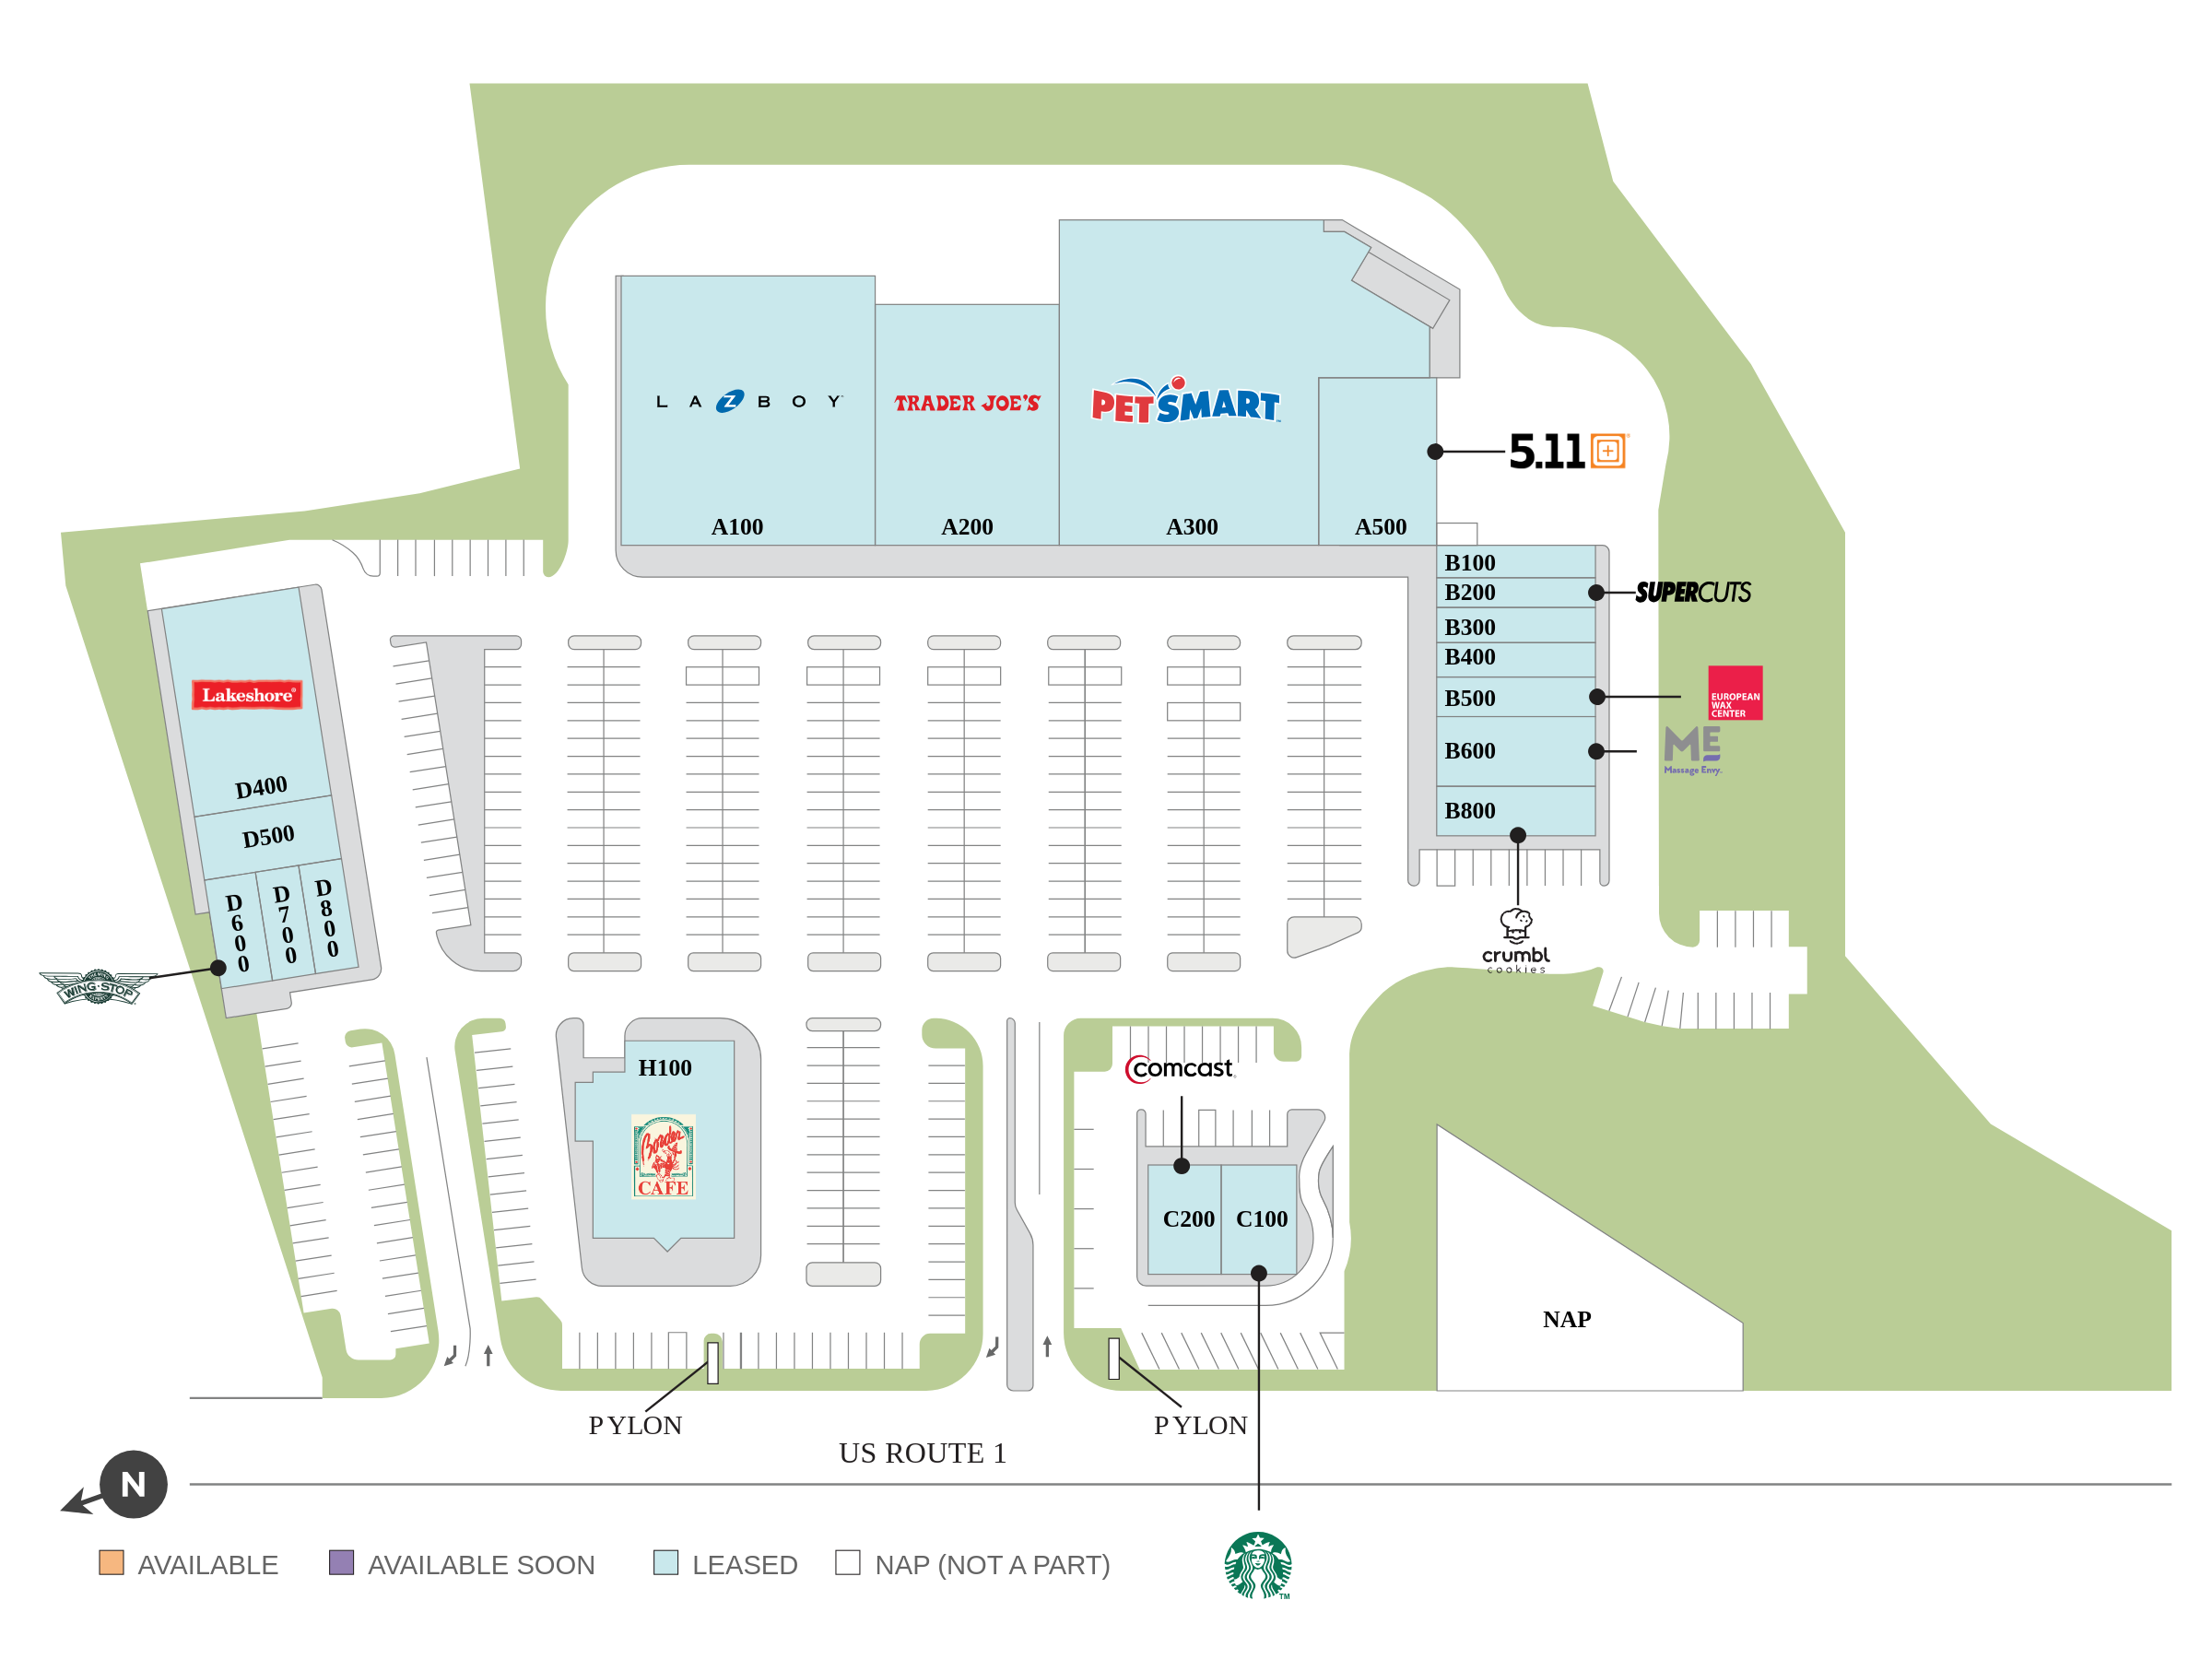 LAZBOY
TRADER JOE'S
PETSMART
5.11
A100
A200
A300
A500
B100
B200
SUPERCUTS
B300
B400
B500
EUROPEAN
WAX
CENTER
B600
ME
Massage Envy
B800
crumbl
cookies
Lakeshore
D400
D500
D600
D700
D800
WING·STOP
H100
Border
CAFE
comcast
C200
C100
NAP
PYLON
PYLON
US ROUTE 1
N
AVAILABLE
AVAILABLE SOON
LEASED
NAP (NOT A PART)
TM